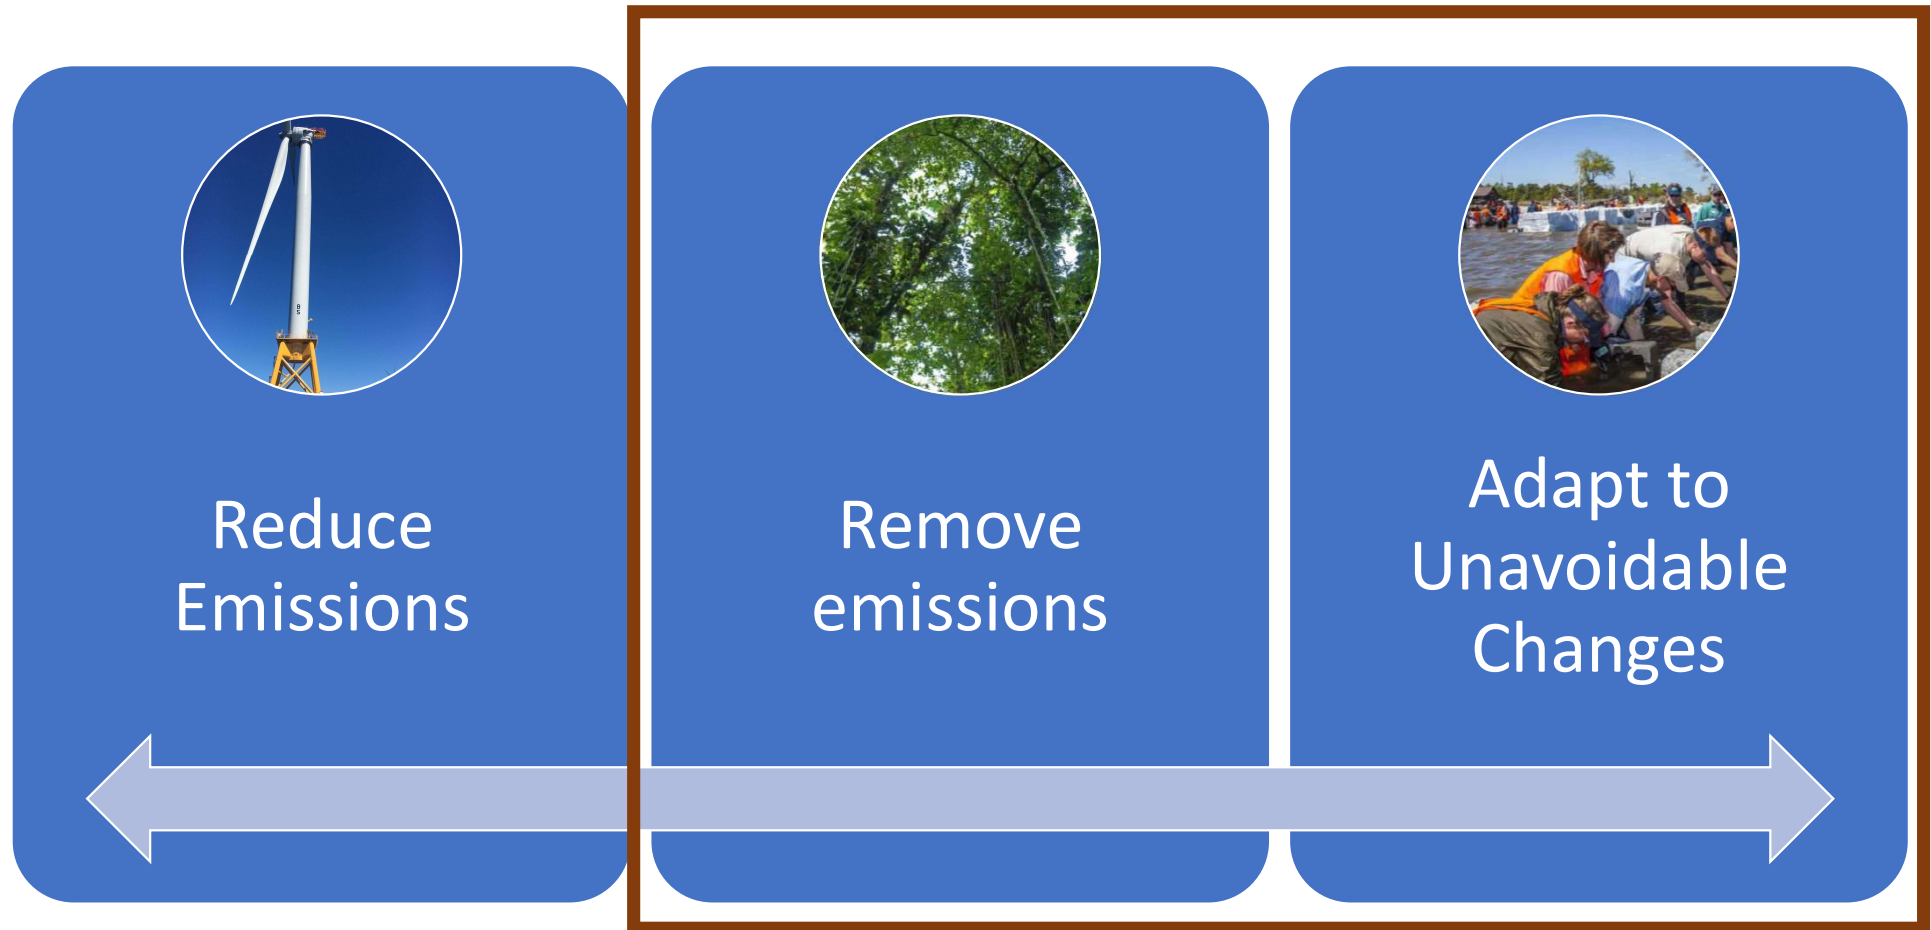 Reduce
Emissions
Remove
emissions
Adapt to
Unavoidable
Changes